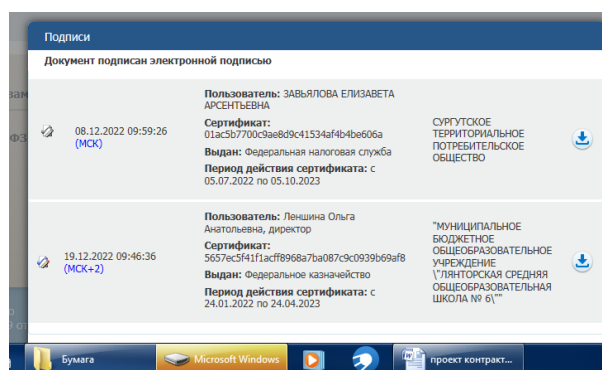 Подписи
Документ подписан электронной подписью
зам
ФЗ
08.12.2022 09:59:26
(МСК)
Пользователь: ЗАВЬЯЛОВА ЕЛИЗАВЕТА
АРСЕНТЬЕВНА
Сертификат:
01ac5b7700c9ae8d9c41534af4b4be606a
Выдан: Федеральная налоговая служба
Период действия сертификата: с
05.07.2022 по 05.10.2023
СУРГУТСКОЕ
ТЕРРИТОРИАЛЬНОЕ
ПОТРЕБИТЕЛЬСКОЕ
ОБЩЕСТВО
19.12.2022 09:46:36
(МСК+2)
Пользователь: Леншина Ольга
Анатольевна, директор
Сертификат:
5657ec5f41f1acff8968a7ba087c9c0939b69af8
Выдан: Федеральное казначейство
Период действия сертификата: с
24.01.2022 по 24.04.2023
"МУНИЦИПАЛЬНОЕ
БЮДЖЕТНОЕ
ОБЩЕОБРАЗОВАТЕЛЬНОЕ
УЧРЕЖДЕНИЕ
\"ЛЯНТОРСКАЯ СРЕДНЯЯ
ОБЩЕОБРАЗОВАТЕЛЬНАЯ
ШКОЛА № 6\""
Бумага
Microsoft Windows
проект контракт...